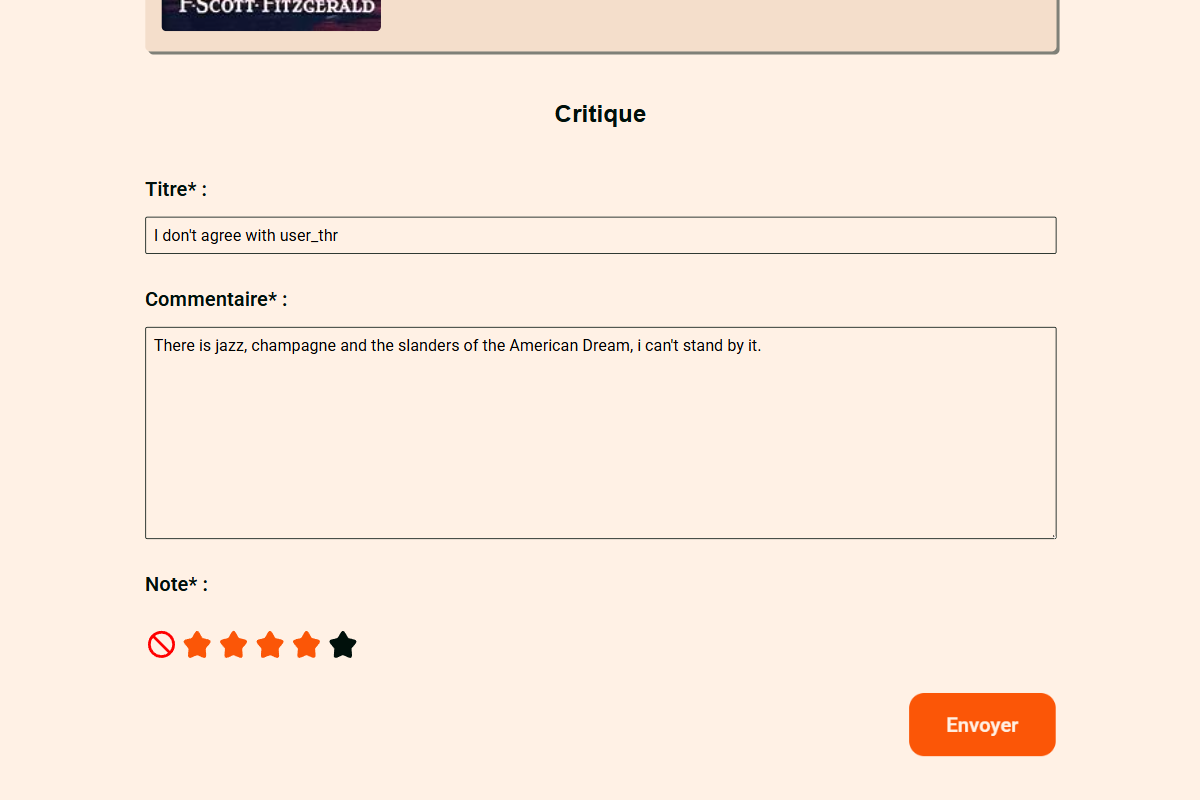 F·SCOTT·FITZGERALD
Critique
Titre* :
I don't agree with user_thr
Commentaire* :
There is jazz, champagne and the slanders of the American Dream, i can't stand by it.
Note* :
Envoyer